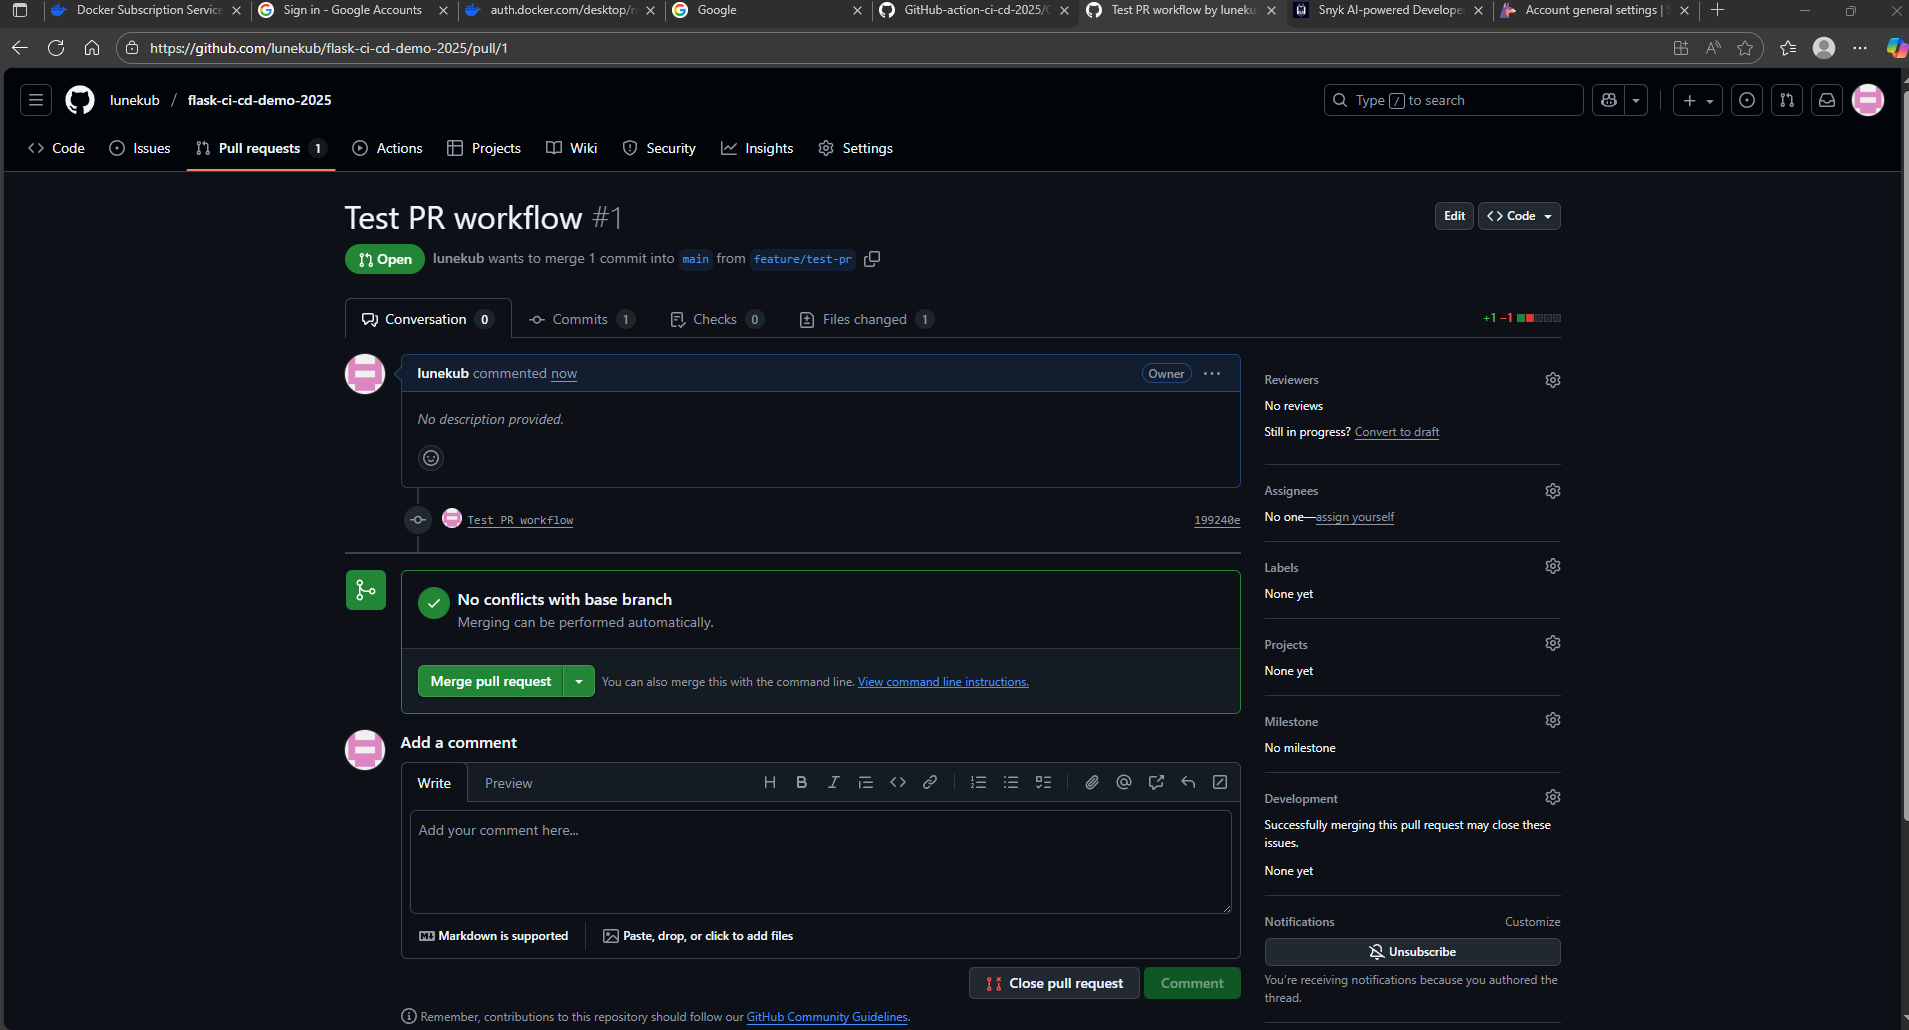 Docker Subscription Service
Sign in - Google Accounts
auth.docker.com/desktop/
Google
GitHub-action-ci-cd-2025/
Test PR workflow by luneku
Snyk AI-powered Develope
Account general settings |
https://github.com/lunekub/flask-ci-cd-demo-2025/pull/1
lunekub / flask-ci-cd-demo-2025
Type / to search
Code
Issues
Pull requests 1
Actions
Projects
Wiki
Security
Insights
Settings
Test PR workflow #1
Edit
<> Code
Open
lunekub wants to merge 1 commit into main from feature/test-pr
Conversation 0
Commits 1
Checks 0
Files changed 1
+1 −1
lunekub commented now
Owner
No description provided.
Test PR workflow
199240e
No conflicts with base branch
Merging can be performed automatically.
Merge pull request
You can also merge this with the command line. View command line instructions.
Add a comment
Write
Preview
Add your comment here...
Markdown is supported
Paste, drop, or click to add files
Close pull request
Comment
Remember, contributions to this repository should follow our GitHub Community Guidelines.
Reviewers
No reviews
Still in progress? Convert to draft
Assignees
No one—assign yourself
Labels
None yet
Projects
None yet
Milestone
No milestone
Development
Successfully merging this pull request may close these
issues.
None yet
Notifications
Customize
Unsubscribe
You're receiving notifications because you authored the
thread.